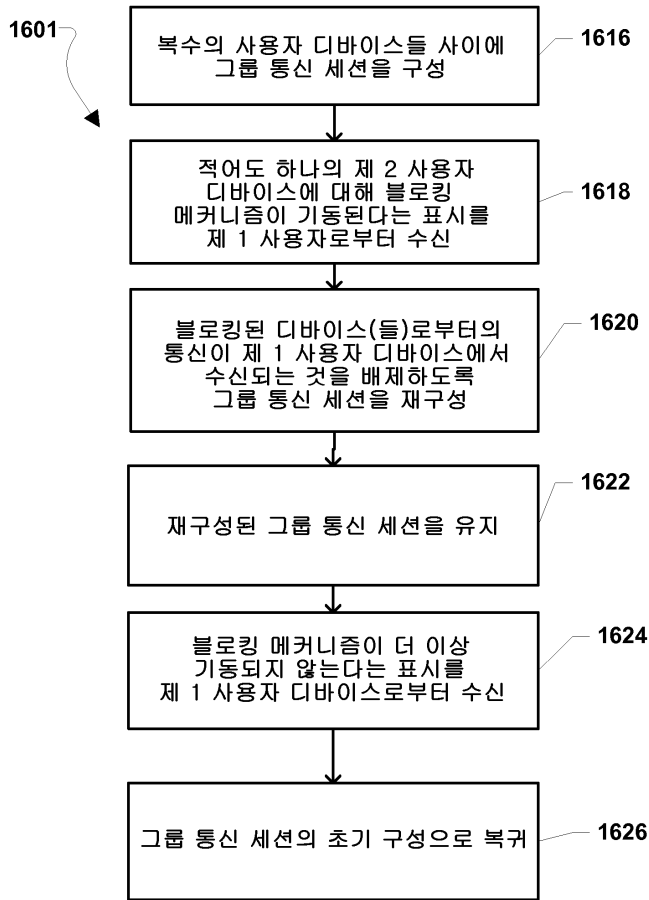 1601
복수의 사용자 디바이스들 사이에
그룹 통신 세션을 구성
1616
적어도 하나의 제 2 사용자
디바이스에 대해 블로킹
메커니즘이 기동된다는 표시를
제 1 사용자로부터 수신
1618
블로킹된 디바이스(들)로부터의
통신이 제 1 사용자 디바이스에서
수신되는 것을 배제하도록
그룹 통신 세션을 재구성
1620
재구성된 그룹 통신 세션을 유지
1622
블로킹 메커니즘이 더 이상
기동되지 않는다는 표시를
제 1 사용자 디바이스로부터 수신
1624
그룹 통신 세션의 초기 구성으로 복귀
1626